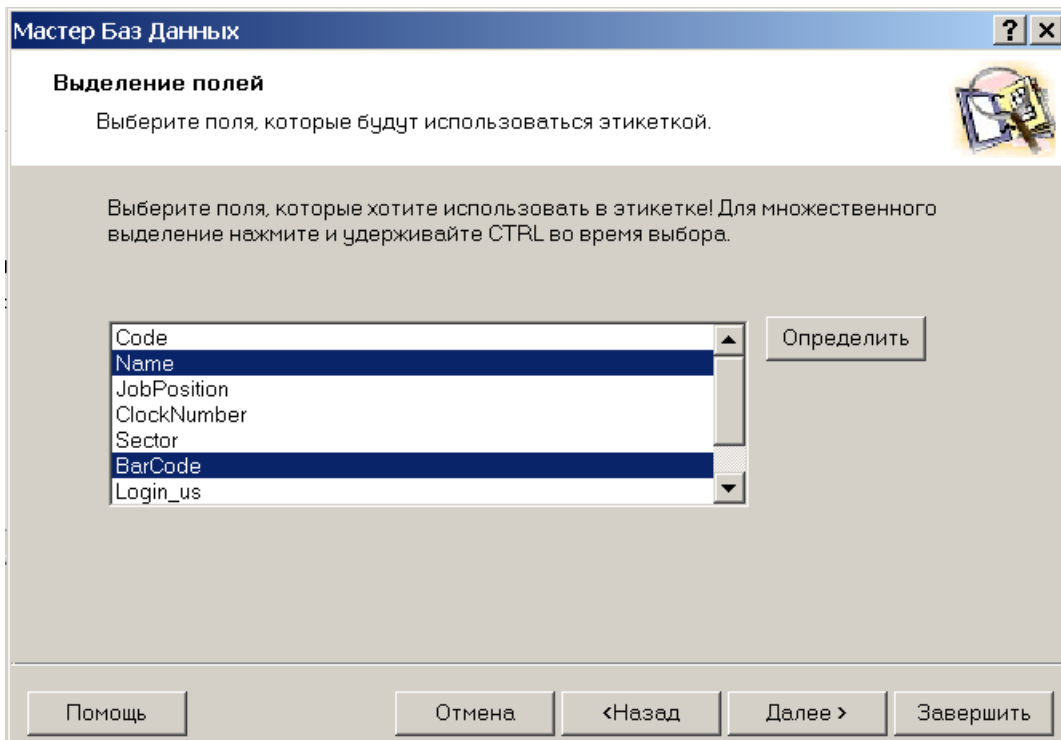 Мастер Баз Данных
Выделение полей
Выберите поля, которые будут использоваться этикеткой.
Выберите поля, которые хотите использовать в этикетке! Для множественного
выделение нажмите и удерживайте CTRL во время выбора.
Code
Name
JobPosition
ClockNumber
Sector
BarCode
Login_us
Определить
Помощь
Отмена
<Назад
Далее >
Завершить